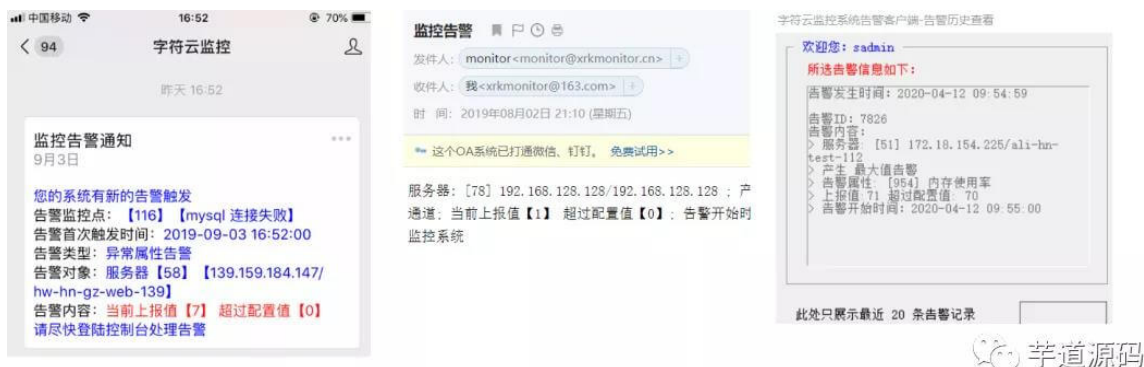 中国移动 16:52 70%
94 字符云监控
昨天 16:52
监控告警通知
9月3日
您的系统有新的告警触发
告警监控点：【116】【mysql 连接失败】
告警首次触发时间：2019-09-03 16:52:00
告警类型：异常属性告警
告警对象：服务器【58】【139.159.184.147/
hw-hn-gz-web-139】
告警内容：当前上报值【7】 超过配置值【0】
请尽快登陆控制台处理告警
监控告警
发件人：monitor<monitor@xrkmonitor.cn> +
收件人：我<xrkmonitor@163.com> +
时 间：2019年08月02日 21:10 (星期五)
这个OA系统已打通微信、钉钉。 免费试用>>
服务器：[78] 192.168.128.128/192.168.128.128 ；产
通道；当前上报值【1】 超过配置值【0】；告警开始时
监控系统
字符云监控系统告警客户端-告警历史查看
欢迎您：sadmin
所选告警信息如下：
告警发生时间：2020-04-12 09:54:59
告警ID：7826
告警内容：
> 服务器：[51] 172.18.154.225/ali-hn-
test-112
> 产生 最大值告警
> 告警属性：[954] 内存使用率
> 上报值 71 超过配置值：70
> 告警开始时间：2020-04-12 09:55:00
此处只展示最近 20 条告警记录
芋道源码